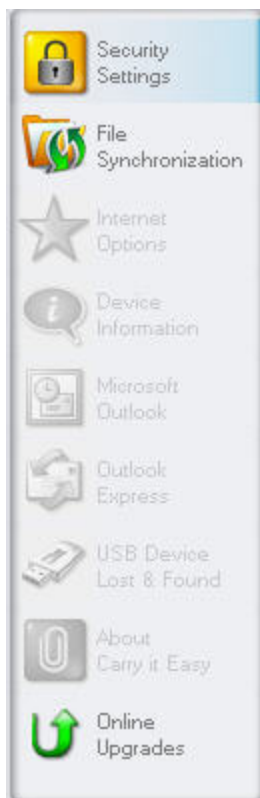 Security
Settings
File
Synchronization
Internet
Options
Device
Information
Microsoft
Outlook
Outlook
Express
USB Device
Lost & Found
About
Carry it Easy
Online
Upgrades